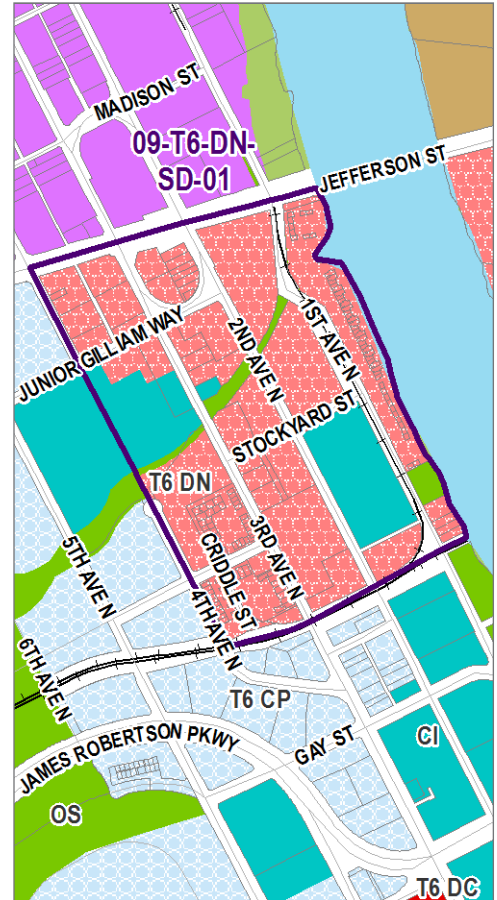 MADISON ST
09-T6-DN-
SD-01
JEFFERSON ST
JUNIOR GILLIAM WAY
2ND AVE N
1ST AVE N
STOCKYARD ST
T6 DN
5TH AVE N
CRIDDLE ST
3RD AVE N
4TH AVE N
6TH AVE N
T6 CP
JAMES ROBERTSON PKWY
GAY ST
CI
OS
T6 DC